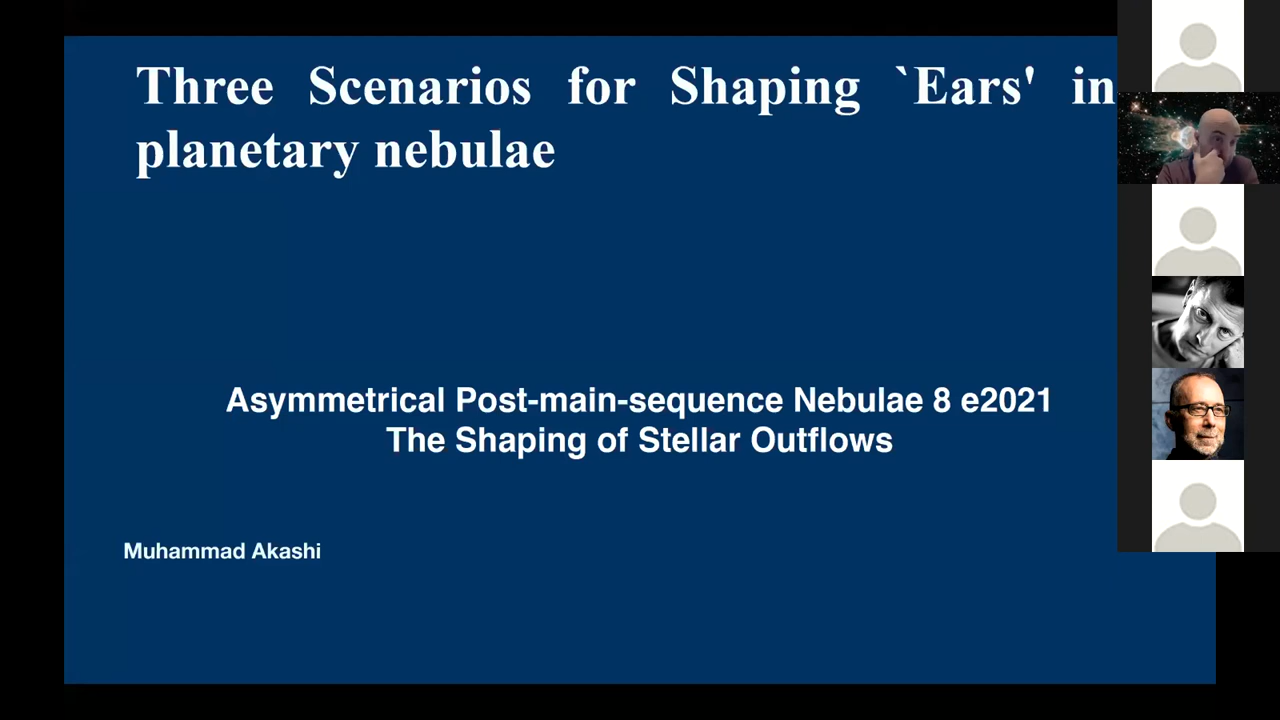 Three Scenarios for Shaping `Ears' in
planetary nebulae
Asymmetrical Post-main-sequence Nebulae 8 e2021
The Shaping of Stellar Outflows
Muhammad Akashi